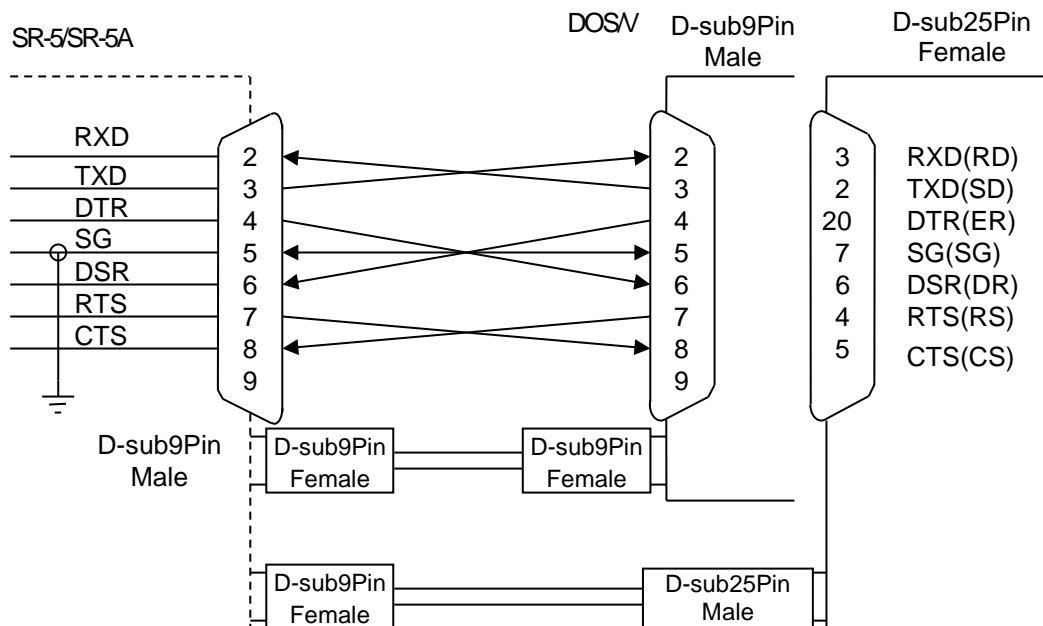 SR-5/SR-5A
DOS/V
D-sub9Pin
Male
D-sub25Pin
Female
RXD
TXD
DTR
SG
DSR
RTS
CTS
2
3
4
5
6
7
8
9
2
3
4
5
6
7
8
9
3 RXD(RD)
2 TXD(SD)
20 DTR(ER)
7 SG(SG)
6 DSR(DR)
4 RTS(RS)
5 CTS(CS)
D-sub9Pin
Male
D-sub9Pin
Female
D-sub9Pin
Female
D-sub9Pin
Female
D-sub25Pin
Male